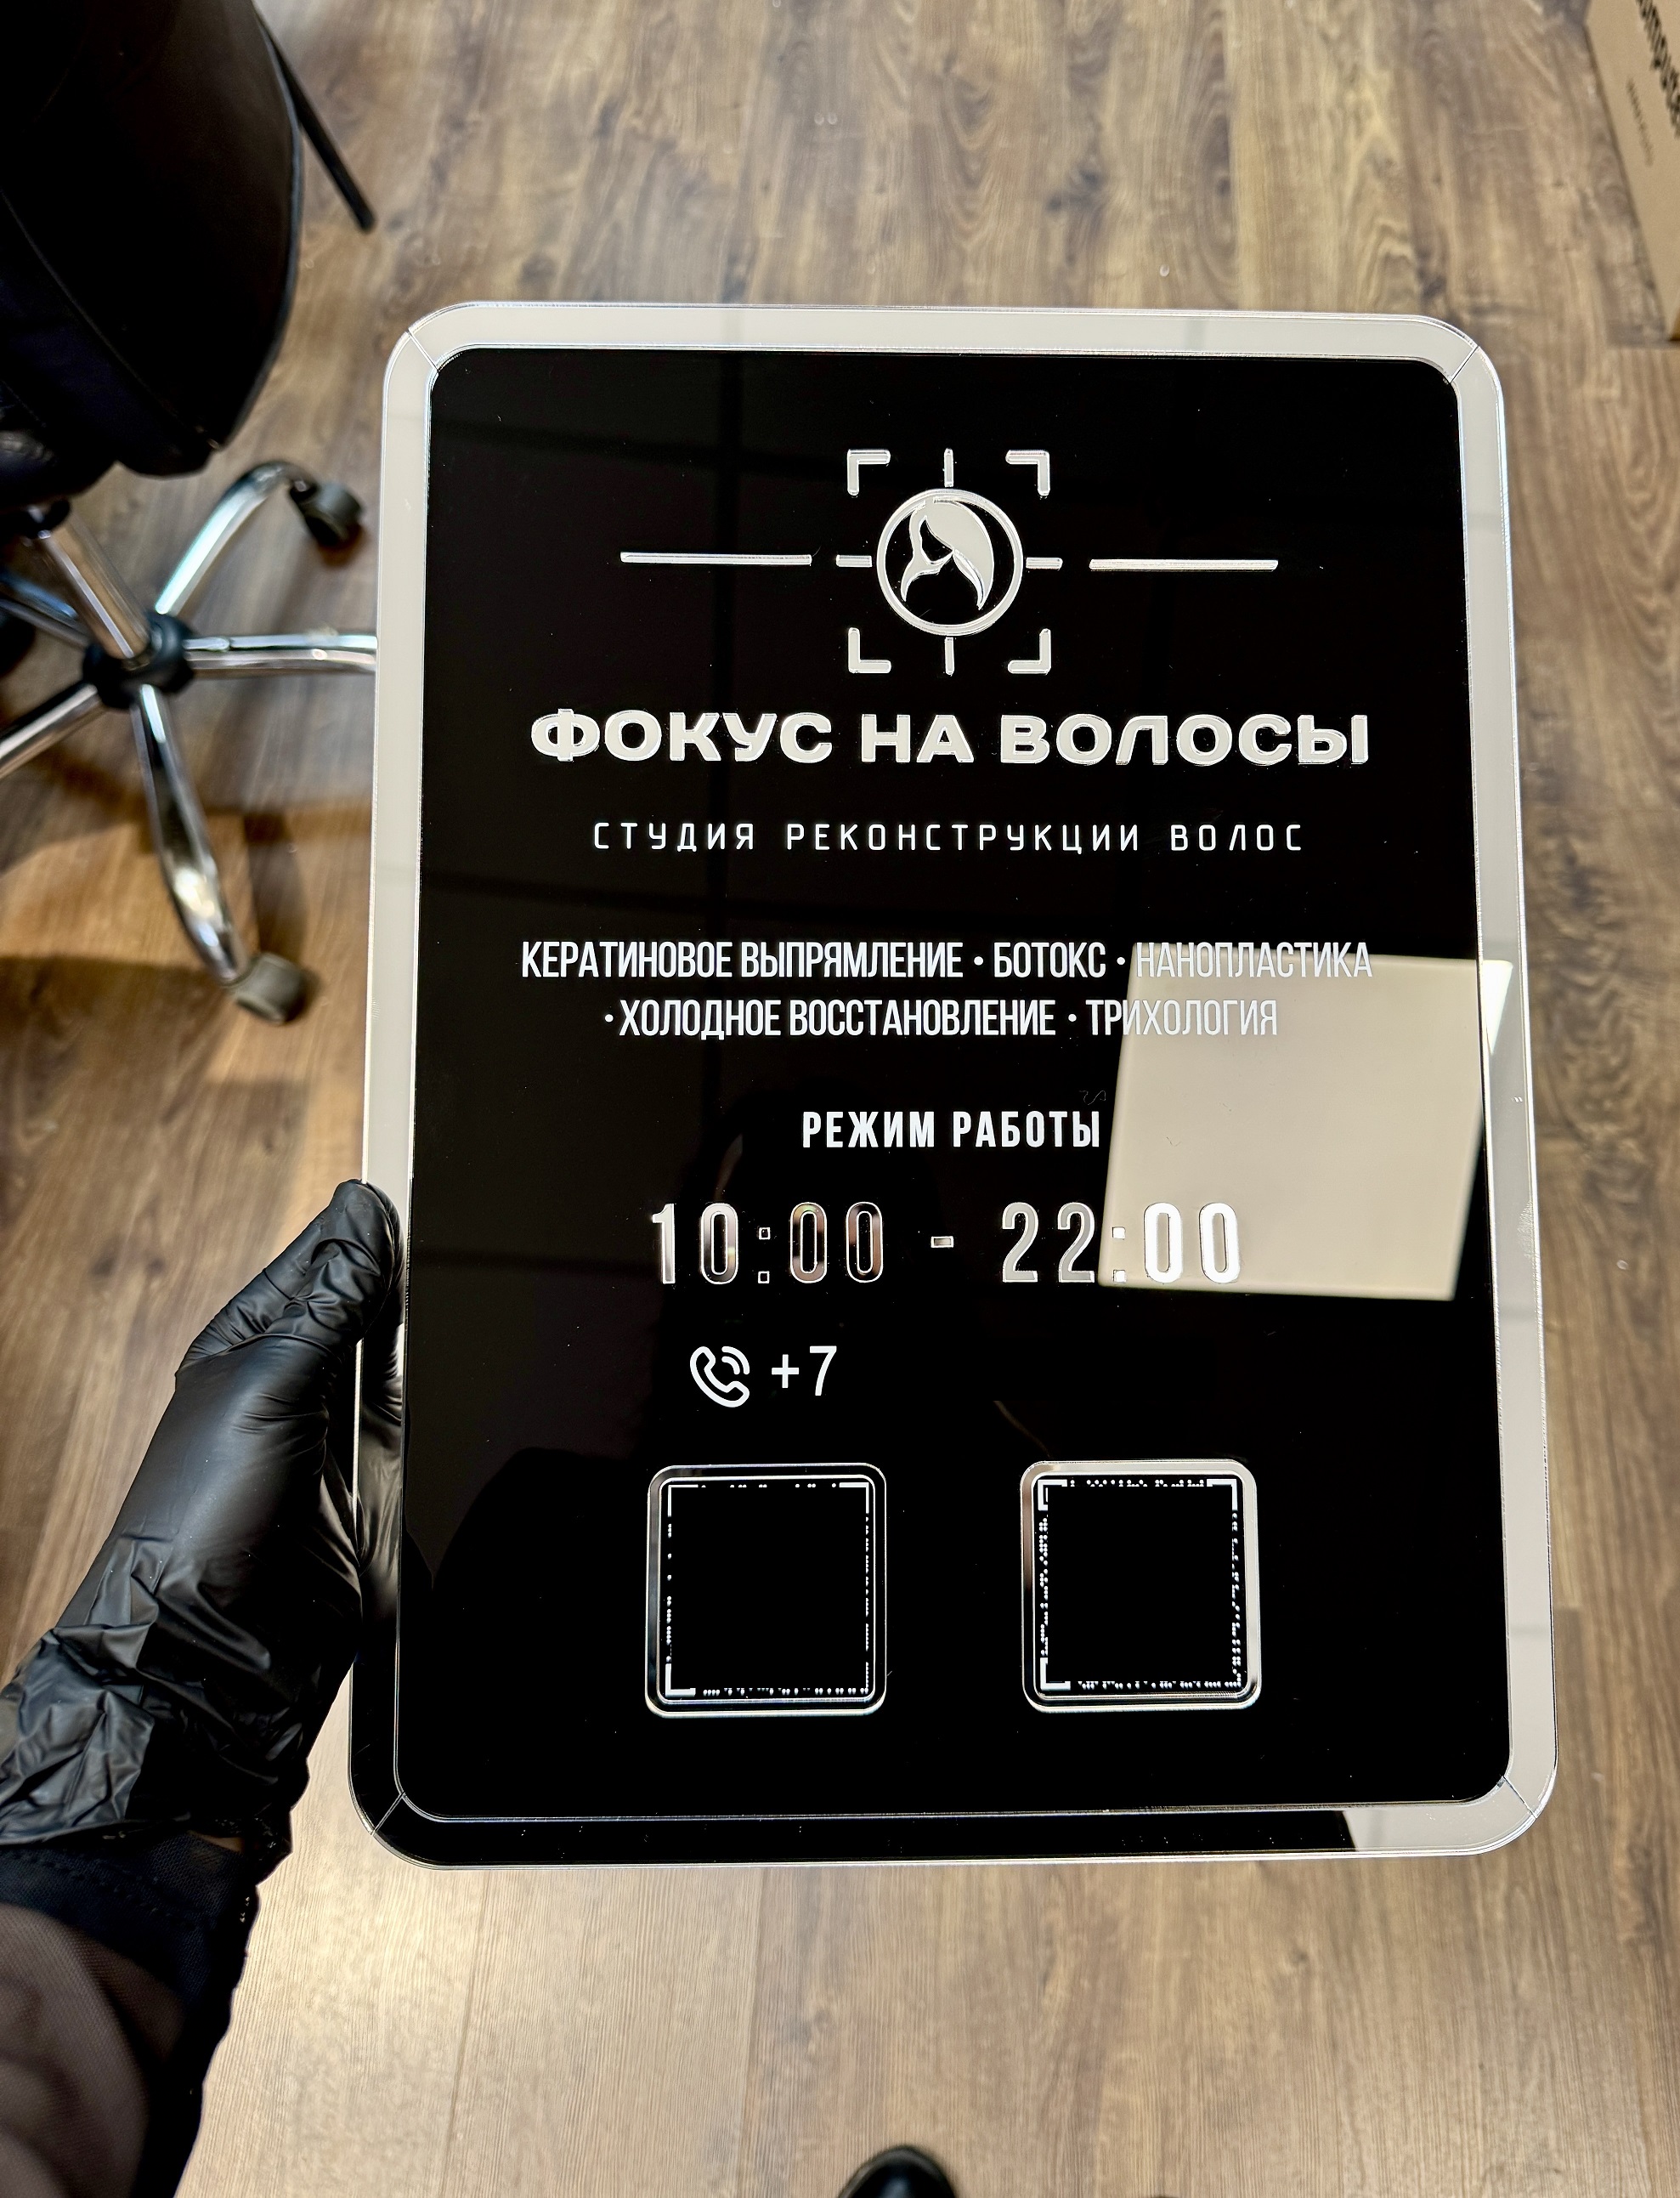 ФОКУС НА ВОЛОСЫ
СТУДИЯ РЕКОНСТРУКЦИИ ВОЛОС
КЕРАТИНОВОЕ ВЫПРЯМЛЕНИЕ • БОТОКС • НАНОПЛАСТИКА
• ХОЛОДНОЕ ВОССТАНОВЛЕНИЕ • ТРИХОЛОГИЯ
РЕЖИМ РАБОТЫ
10:00 - 22:00
+7